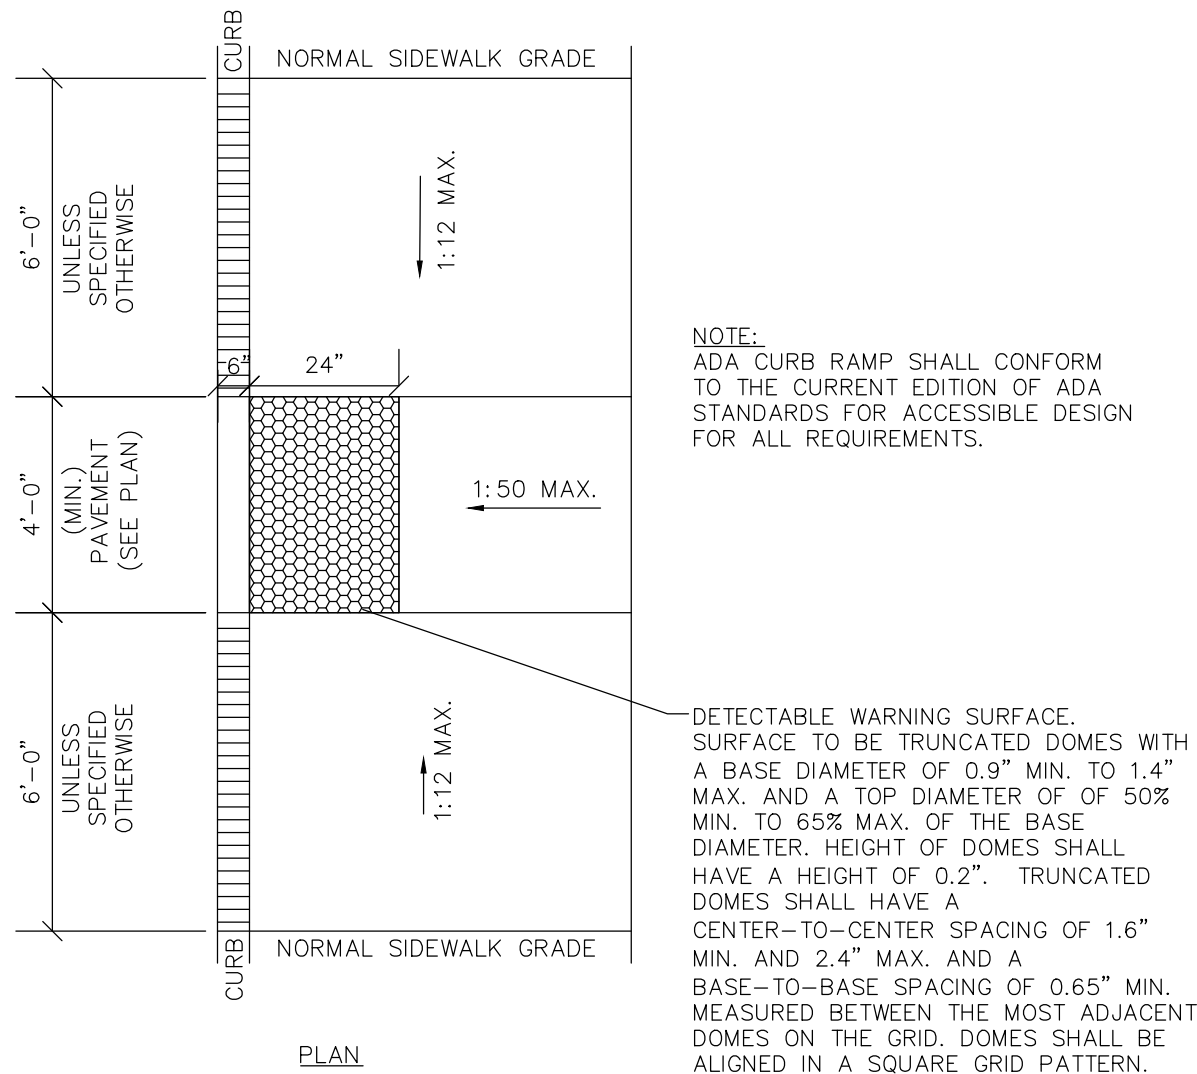 CURB
NORMAL SIDEWALK GRADE
6'-0"
UNLESS
SPECIFIED
OTHERWISE
1:12 MAX.
6"
24"
NOTE:
ADA CURB RAMP SHALL CONFORM
TO THE CURRENT EDITION OF ADA
STANDARDS FOR ACCESSIBLE DESIGN
FOR ALL REQUIREMENTS.
4'-0"
(MIN.)
PAVEMENT
(SEE PLAN)
1:50 MAX.
6'-0"
UNLESS
SPECIFIED
OTHERWISE
1:12 MAX.
DETECTABLE WARNING SURFACE.
SURFACE TO BE TRUNCATED DOMES WITH
A BASE DIAMETER OF 0.9" MIN. TO 1.4"
MAX. AND A TOP DIAMETER OF OF 50%
MIN. TO 65% MAX. OF THE BASE
DIAMETER. HEIGHT OF DOMES SHALL
HAVE A HEIGHT OF 0.2". TRUNCATED
DOMES SHALL HAVE A
CENTER-TO-CENTER SPACING OF 1.6"
MIN. AND 2.4" MAX. AND A
BASE-TO-BASE SPACING OF 0.65" MIN.
MEASURED BETWEEN THE MOST ADJACENT
DOMES ON THE GRID. DOMES SHALL BE
ALIGNED IN A SQUARE GRID PATTERN.
CURB
NORMAL SIDEWALK GRADE
PLAN